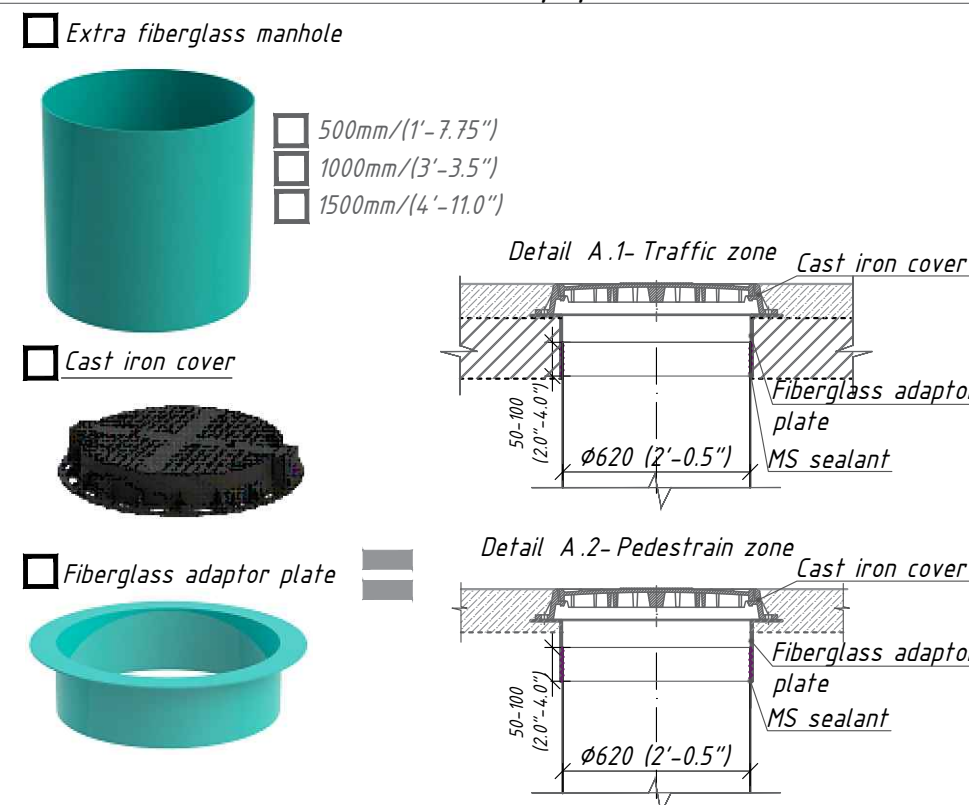 Extra fiberglass manhole
500mm/(1'-7.75")
1000mm/(3'-3.5")
1500mm/(4'-11.0")
Detail A.1- Traffic zone
Cast iron cover
Cast iron cover
50-100
(2.0"-4.0")
Fiberglass adaptor
plate
Ø620 (2'-0.5")
MS sealant
Detail A.2- Pedestrain zone
Fiberglass adaptor plate
Cast iron cover
50-100
(2.0"-4.0")
Fiberglass adaptor
plate
MS sealant
Ø620 (2'-0.5")